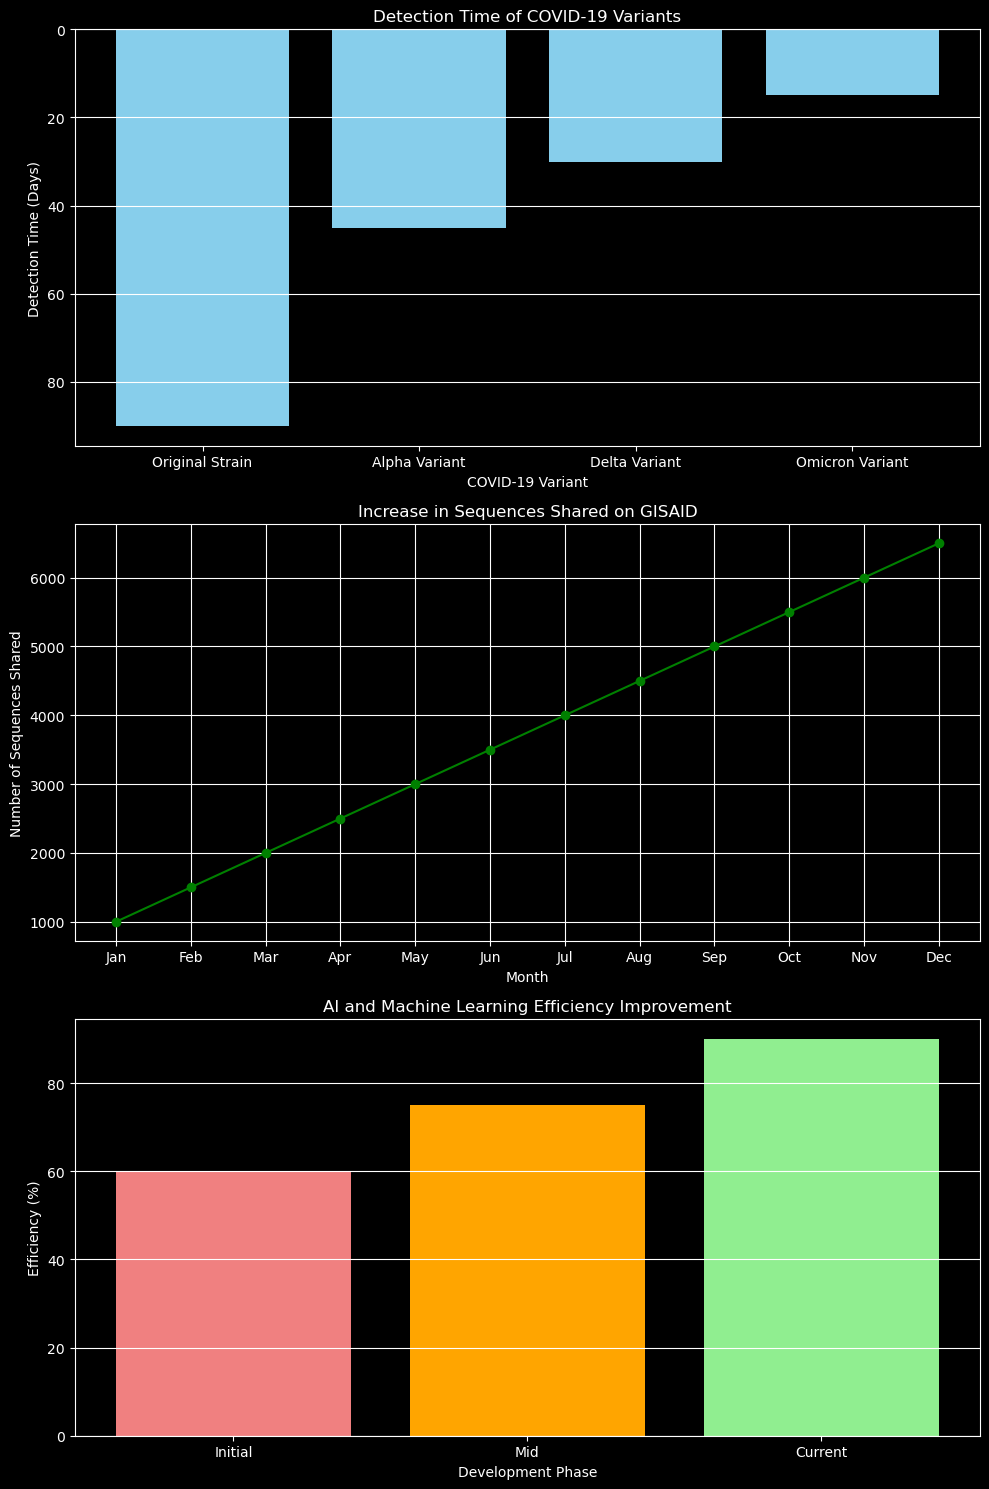 Detection Time of COVID-19 Variants
Detection Time (Days)
0
20
40
60
80
Original Strain Alpha Variant Delta Variant Omicron Variant
COVID-19 Variant
Increase in Sequences Shared on GISAID
Number of Sequences Shared
6000
5000
4000
3000
2000
1000
Jan Feb Mar Apr May Jun Jul Aug Sep Oct Nov Dec
Month
AI and Machine Learning Efficiency Improvement
Efficiency (%)
80
60
40
20
0
Initial Mid Current
Development Phase